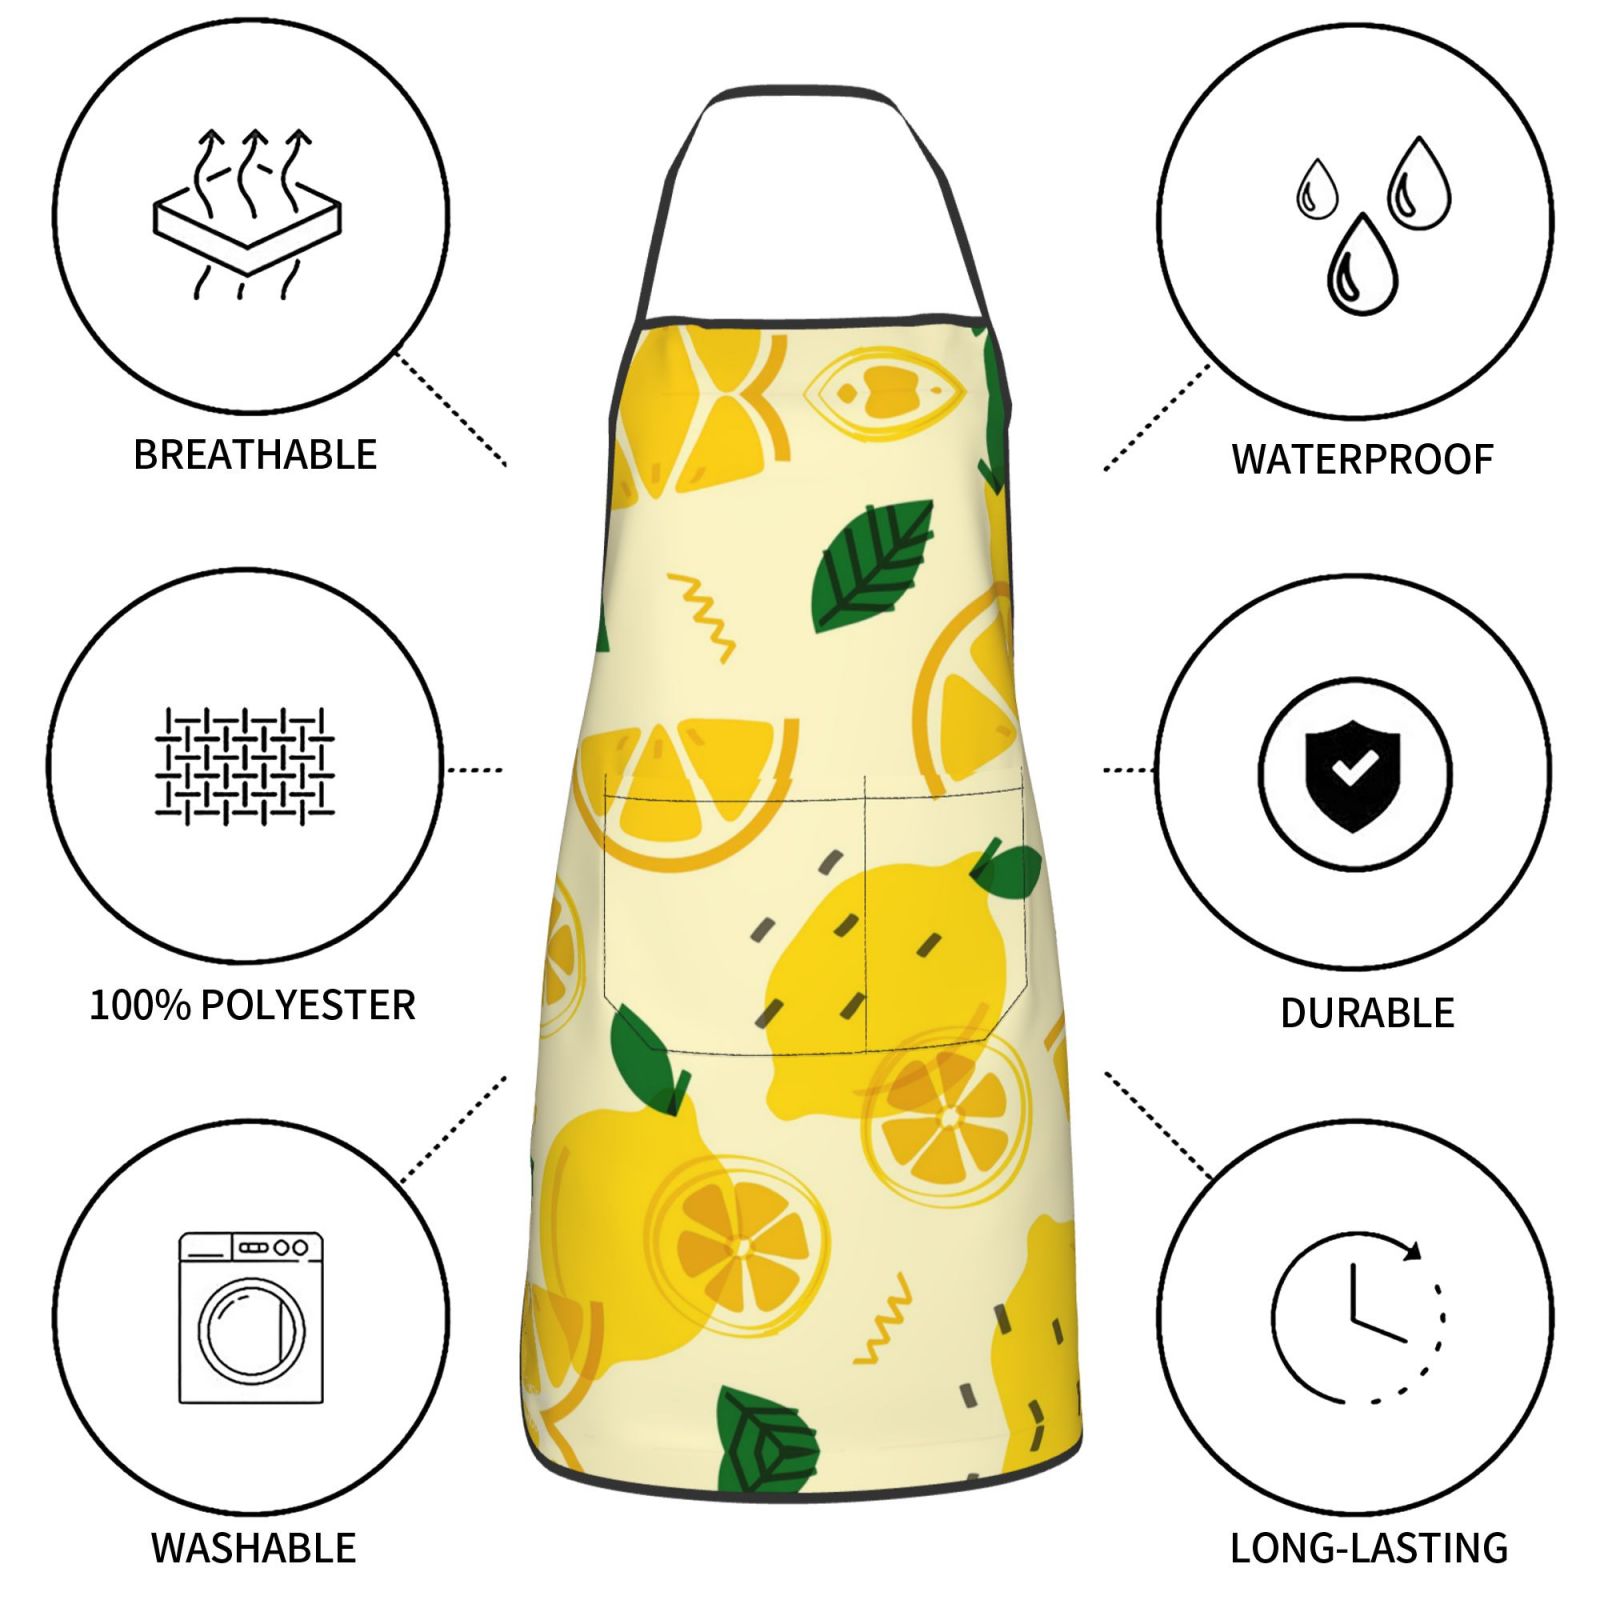 BREATHABLE
WATERPROOF
100% POLYESTER
DURABLE
WASHABLE
LONG-LASTING